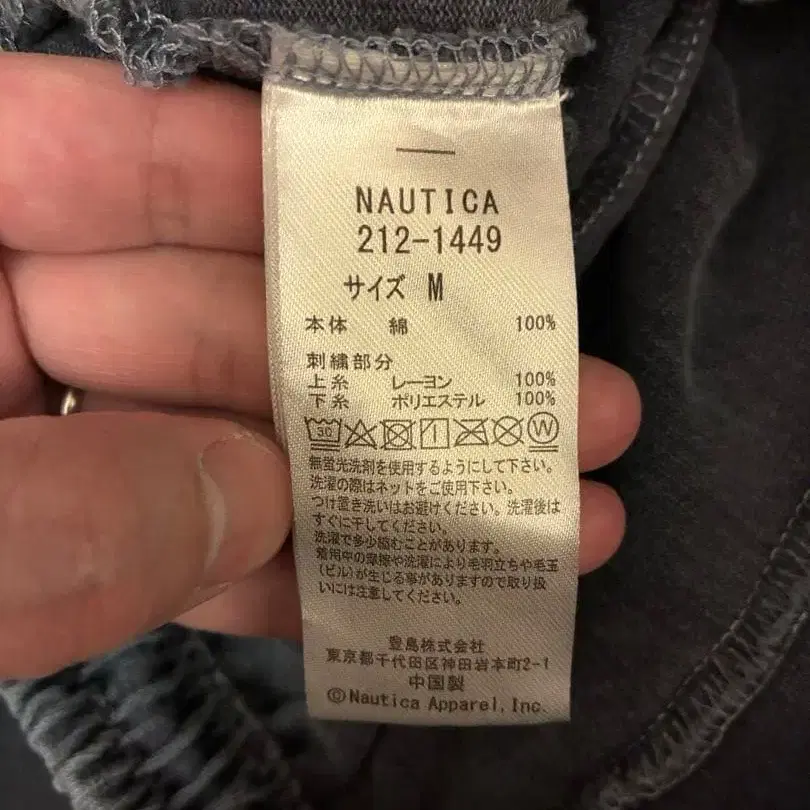 NAUTICA
212-1449
サイズ M
本体 綿 100%
刺繍部分
上糸 レーヨン 100%
下糸 ポリエステル 100%
30 W
無蛍光洗剤を使用するようにして下さい。
洗濯の際はネットをご使用下さい。
つけ置き洗いはお避けください。洗濯後は
すぐに干してください。
洗濯で多少縮むことがあります。
着用中の摩擦や洗濯により毛羽立ちや毛玉
(ピル)が生じる事がありますので取り扱
いには注意してください。
豊島株式会社
東京都千代田区神田岩本町2-1
中国製
©Nautica Apparel, Inc.